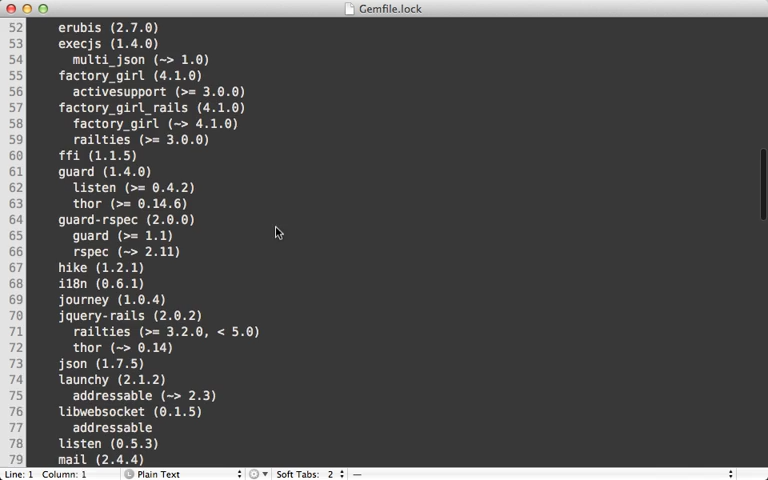 Gemfile.lock
52 erubis (2.7.0)
53 execjs (1.4.0)
54 multi_json (~> 1.0)
55 factory_girl (4.1.0)
56 activesupport (>= 3.0.0)
57 factory_girl_rails (4.1.0)
58 factory_girl (~> 4.1.0)
59 railties (>= 3.0.0)
60 ffi (1.1.5)
61 guard (1.4.0)
62 listen (>= 0.4.2)
63 thor (>= 0.14.6)
64 guard-rspec (2.0.0)
65 guard (>= 1.1)
66 rspec (~> 2.11)
67 hike (1.2.1)
68 i18n (0.6.1)
69 journey (1.0.4)
70 jquery-rails (2.0.2)
71 railties (>= 3.2.0, < 5.0)
72 thor (~> 0.14)
73 json (1.7.5)
74 launchy (2.1.2)
75 addressable (~> 2.3)
76 libwebsocket (0.1.5)
77 addressable
78 listen (0.5.3)
79 mail (2.4.4)
Line: 1 Column: 1 L Plain Text Soft Tabs: 2 —